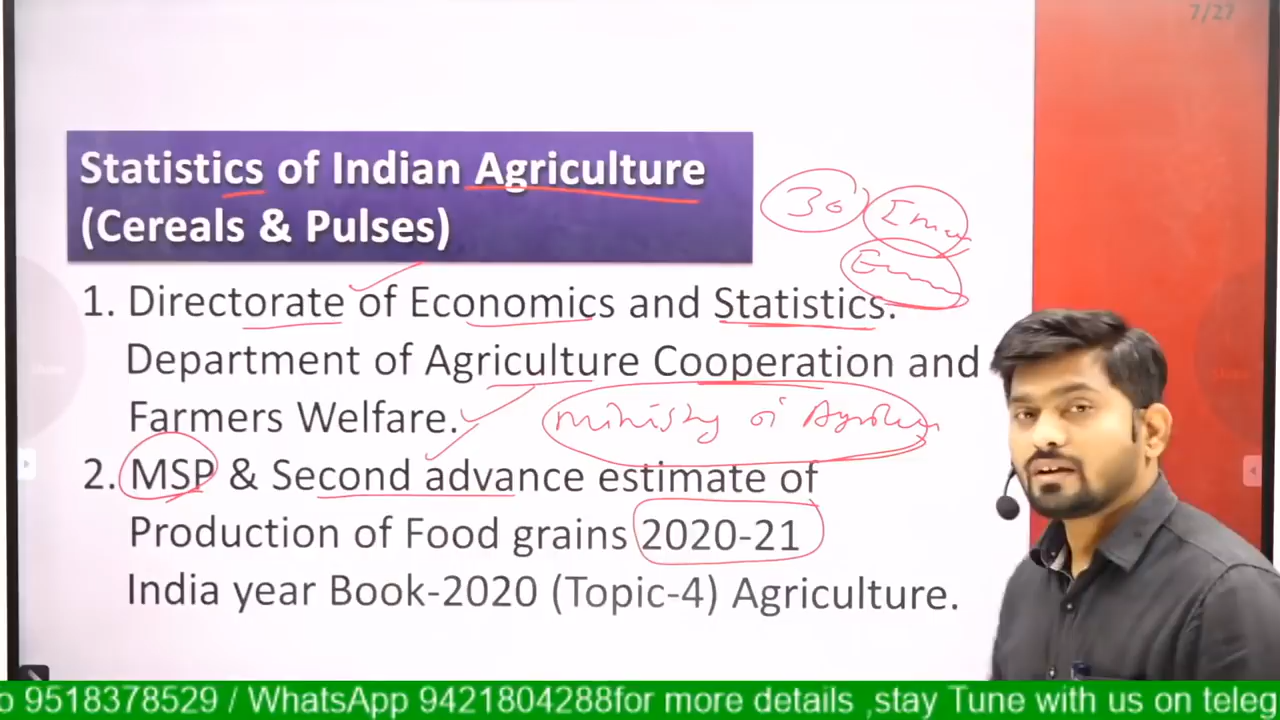 7/27
Statistics of Indian Agriculture
(Cereals & Pulses)
30
1. Directorate of Economics and Statistics.
Department of Agriculture Cooperation and
Farmers Welfare.
Ministry of
2. MSP & Second advance estimate of
Production of Food grains 2020-21
India year Book-2020 (Topic-4) Agriculture.
o 9518378529 / WhatsApp 9421804288for more details ,stay Tune with us on teleg